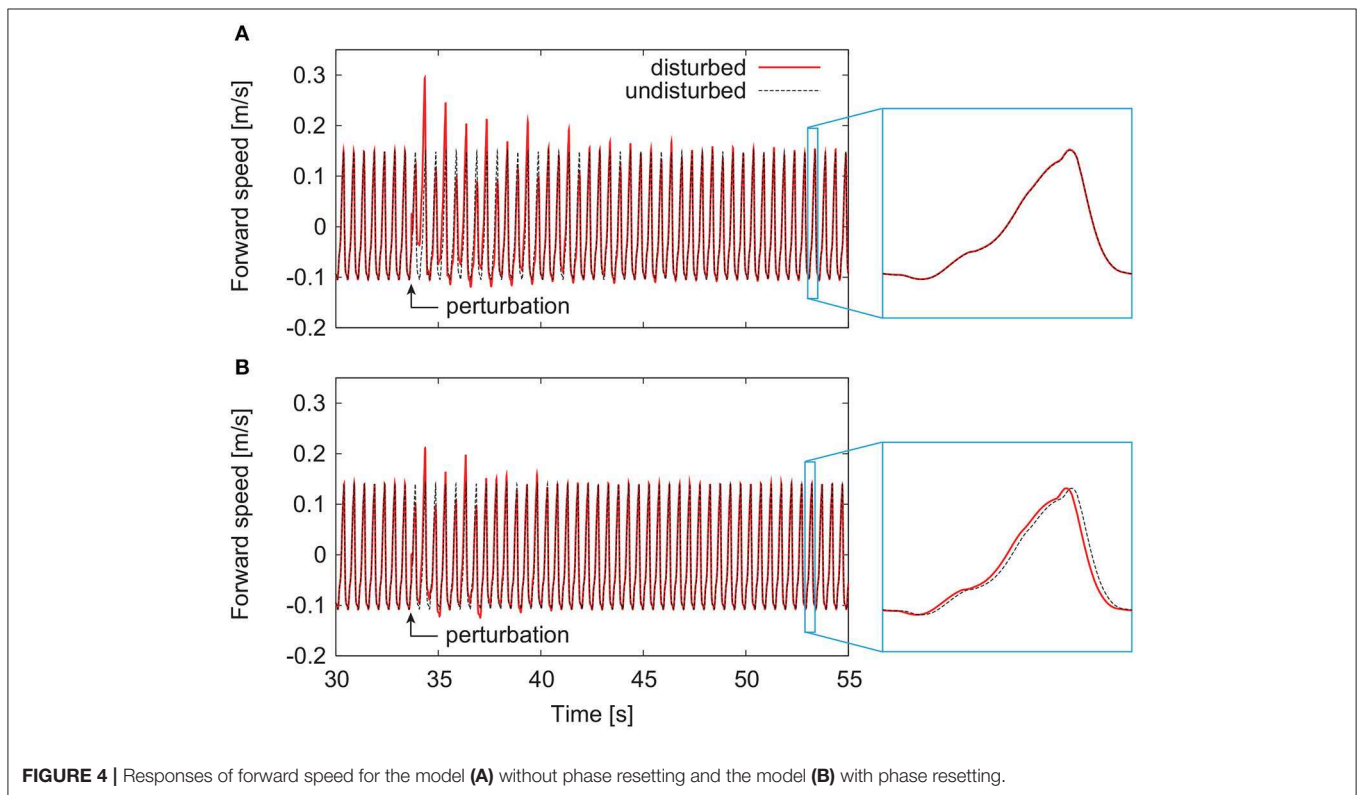 A
Forward speed [m/s]
0.3
0.2
0.1
0
-0.1
-0.2
disturbed
undisturbed
perturbation
B
Forward speed [m/s]
0.3
0.2
0.1
0
-0.1
-0.2
perturbation
30 35 40 45 50 55
Time [s]
FIGURE 4 | Responses of forward speed for the model (A) without phase resetting and the model (B) with phase resetting.